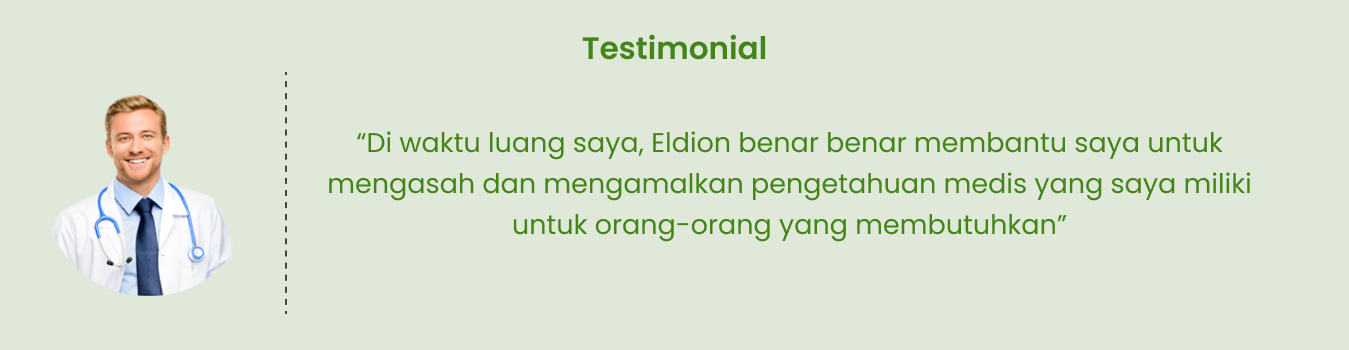 Testimonial
“Di waktu luang saya, Eldion benar benar membantu saya untuk
mengasah dan mengamalkan pengetahuan medis yang saya miliki
untuk orang-orang yang membutuhkan”